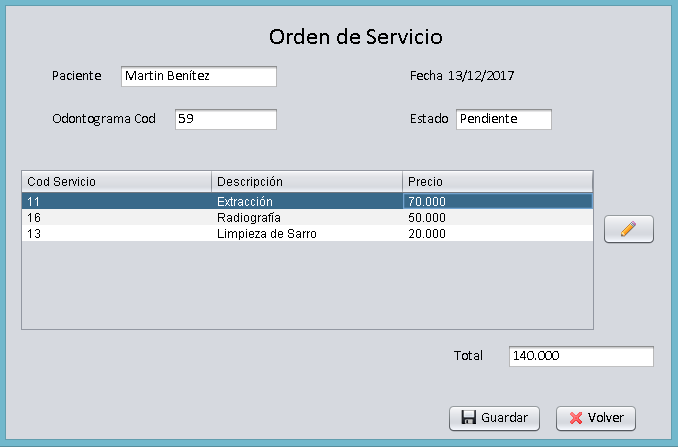 Orden de Servicio
Paciente Martin Benítez Fecha 13/12/2017
Odontograma Cod 59 Estado Pendiente
Cod Servicio Descripción Precio
11 Extracción 70.000
16 Radiografía 50.000
13 Limpieza de Sarro 20.000
Total 140.000
Guardar Volver